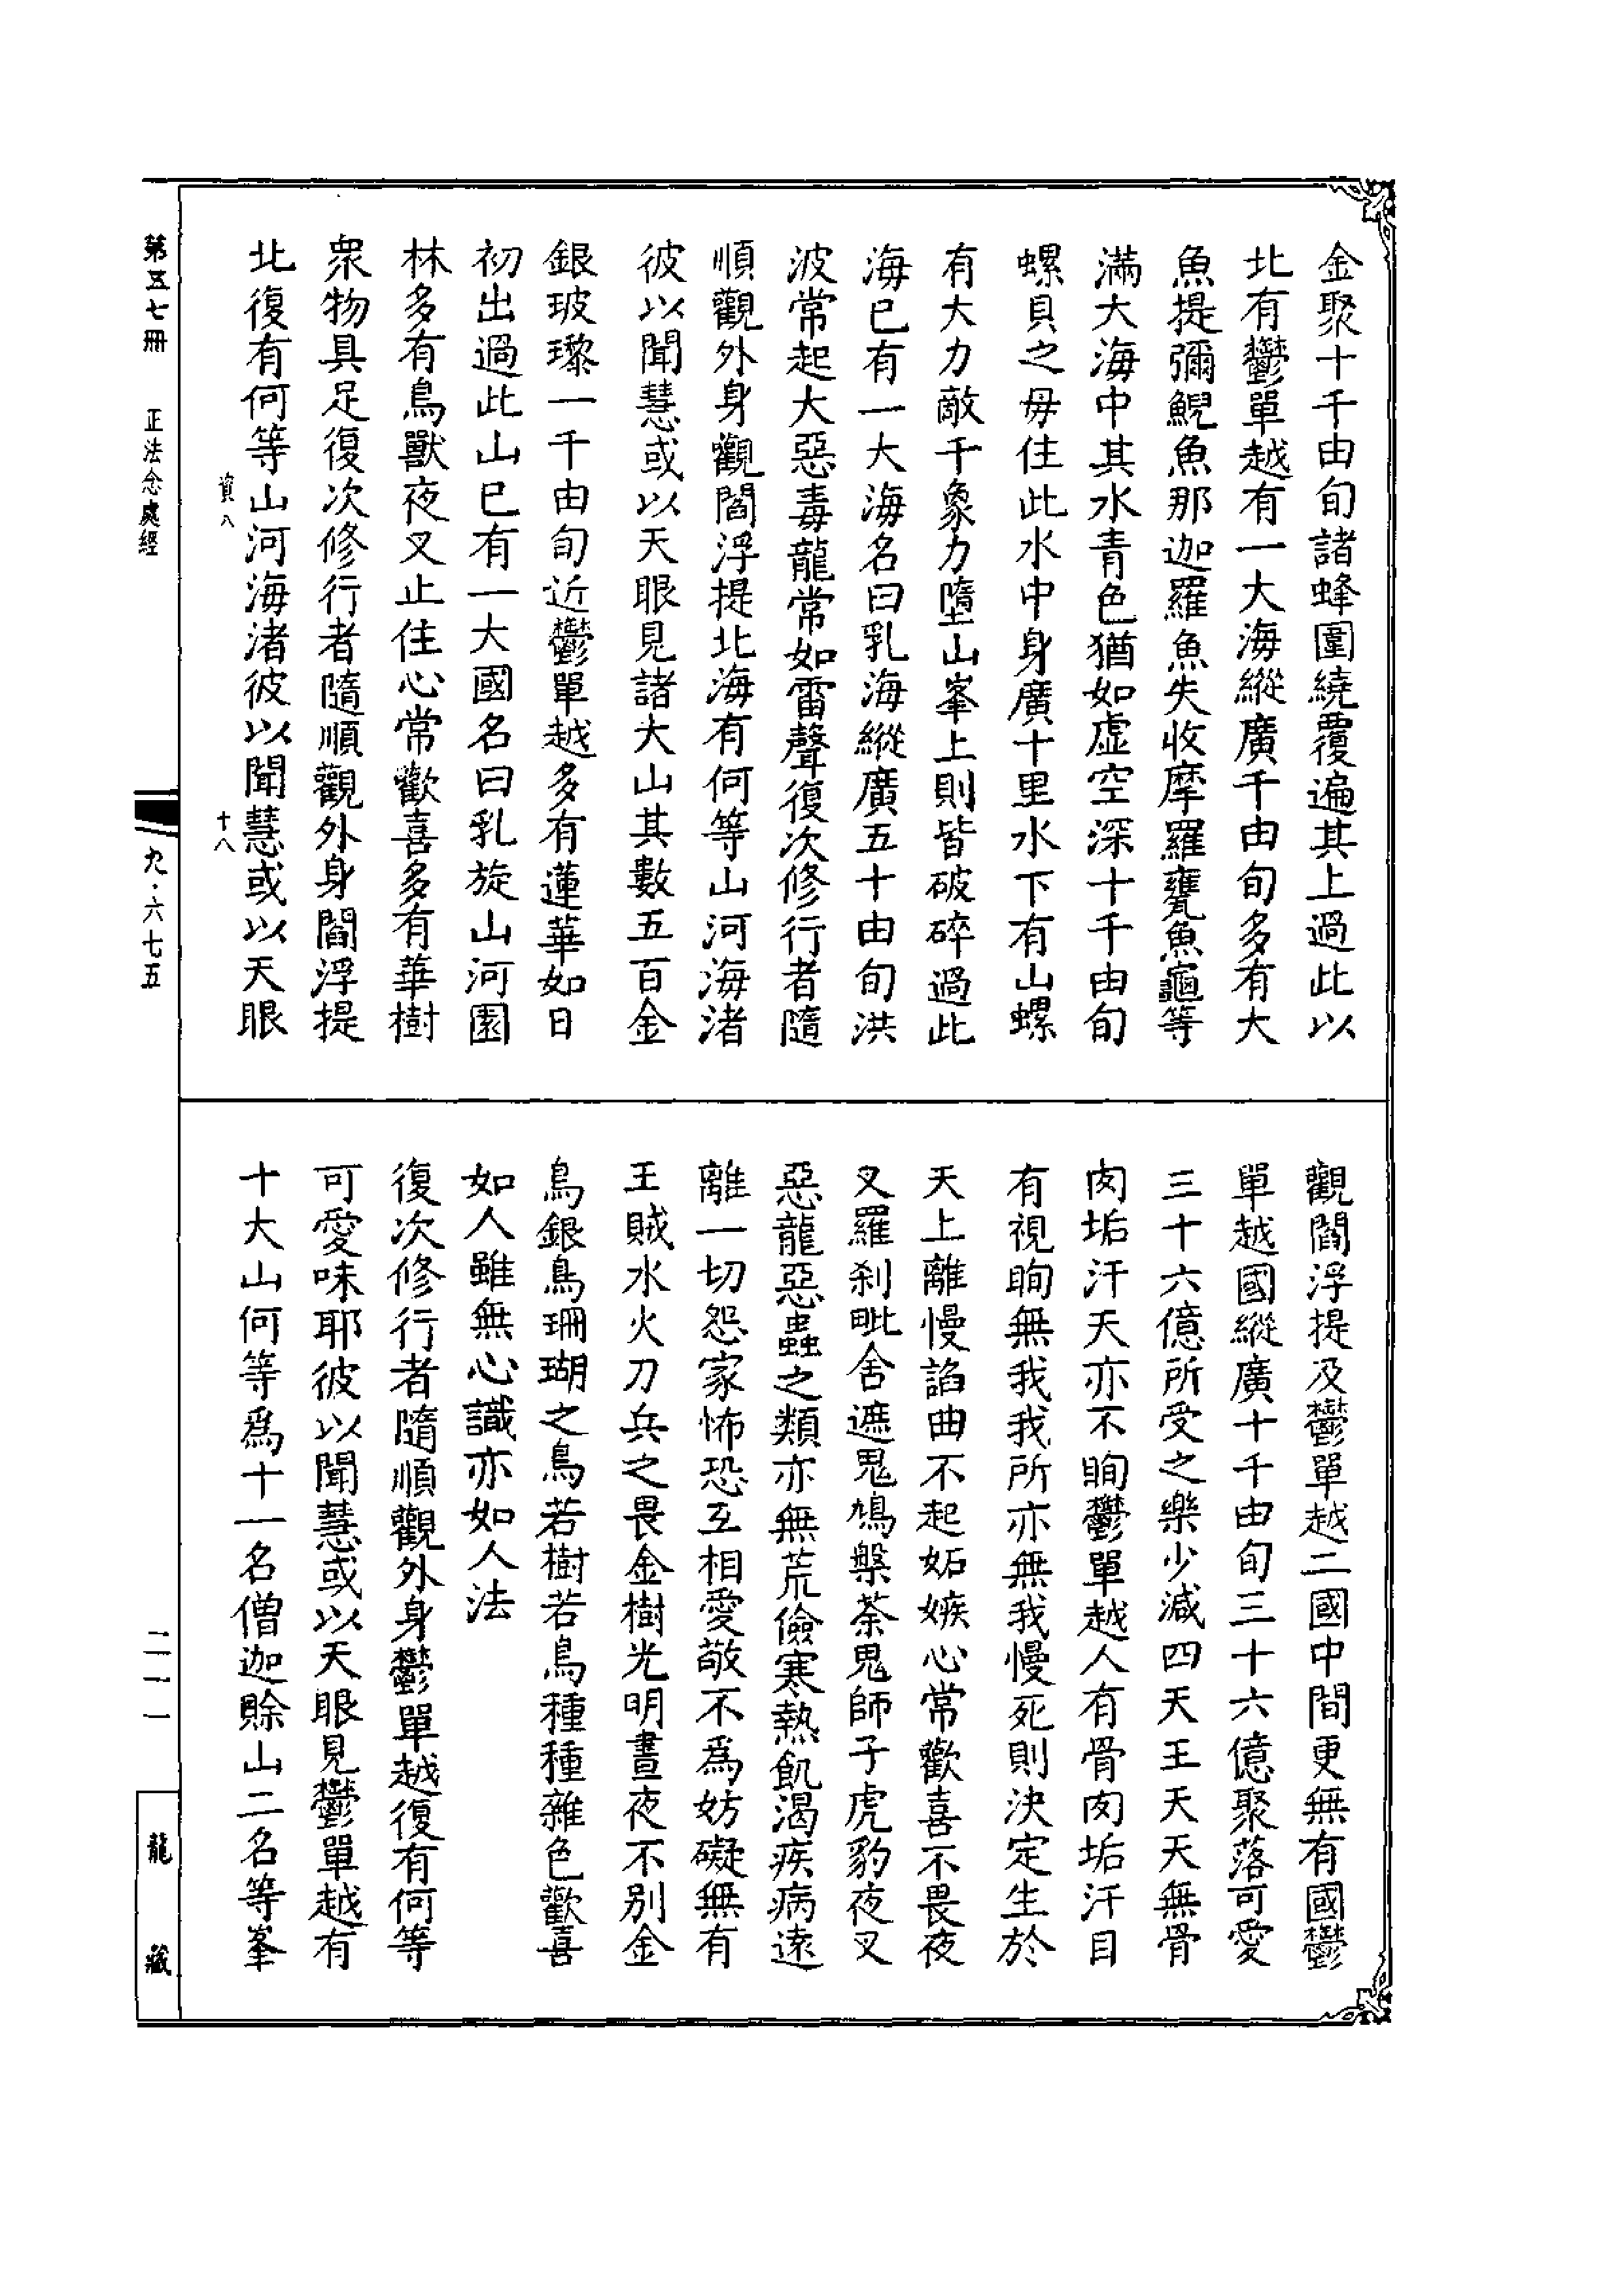 金聚十千由旬諸蜂圍繞覆遍其上過此以
北有鬱單越有一大海縱廣千由旬多有大
魚提彌鯢魚那迦羅魚失收摩羅甕魚龜等
滿大海中其水青色猶如虛空深十千由旬
螺貝之毋住此水中身廣十里水下有山螺
有大力敵千象力墮山峯上則皆破碎過此
海已有一大海名曰乳海縱廣五十由旬洪
波常起大惡毒龍常如雷聲復次修行者隨
順觀外身觀閻浮提北海有何等山河海渚
彼以聞慧或以天眼見諸大山其數五百金
銀玻瓈一千由旬近鬱單越多有蓮華如日
初出過此山已有一大國名曰乳旋山河園
林多有鳥獸夜叉止住心常歡喜多有華樹
衆物具足復次修行者隨順觀外身閻浮提
北復有何等山河海渚彼以聞慧或以天眼
觀閻浮提及鬱單越二國中間更無有國鬱
單越國縱廣十千由旬三十六億聚落可愛
三十六億所受之樂少減四天王天天無骨
肉垢汗天亦不眴鬱單越人有骨肉垢汗目
有視眴無我我所亦無我慢死則決定生於
天上離慢諂曲不起妬嫉心常歡喜不畏夜
叉羅刹毗舍遮鬼鳩槃荼鬼師子虎豹夜叉
惡龍惡蟲之類亦無荒儉寒熱飢渴疾病遠
離一切怨家怖恐互相愛敬不爲妨礙無有
王賊水火刀兵之畏金樹光明晝夜不別金
鳥銀鳥珊瑚之鳥若樹若鳥種種雜色歡喜
如人雖無心識亦如人法
復次修行者隨順觀外身鬱單越復有何等
可愛味耶彼以聞慧或以天眼見鬱單越有
十大山何等爲十一名僧迦賒山二名等峯
資八
十八
第五七冊
正法念處經
九·六七五
二一一
龍藏